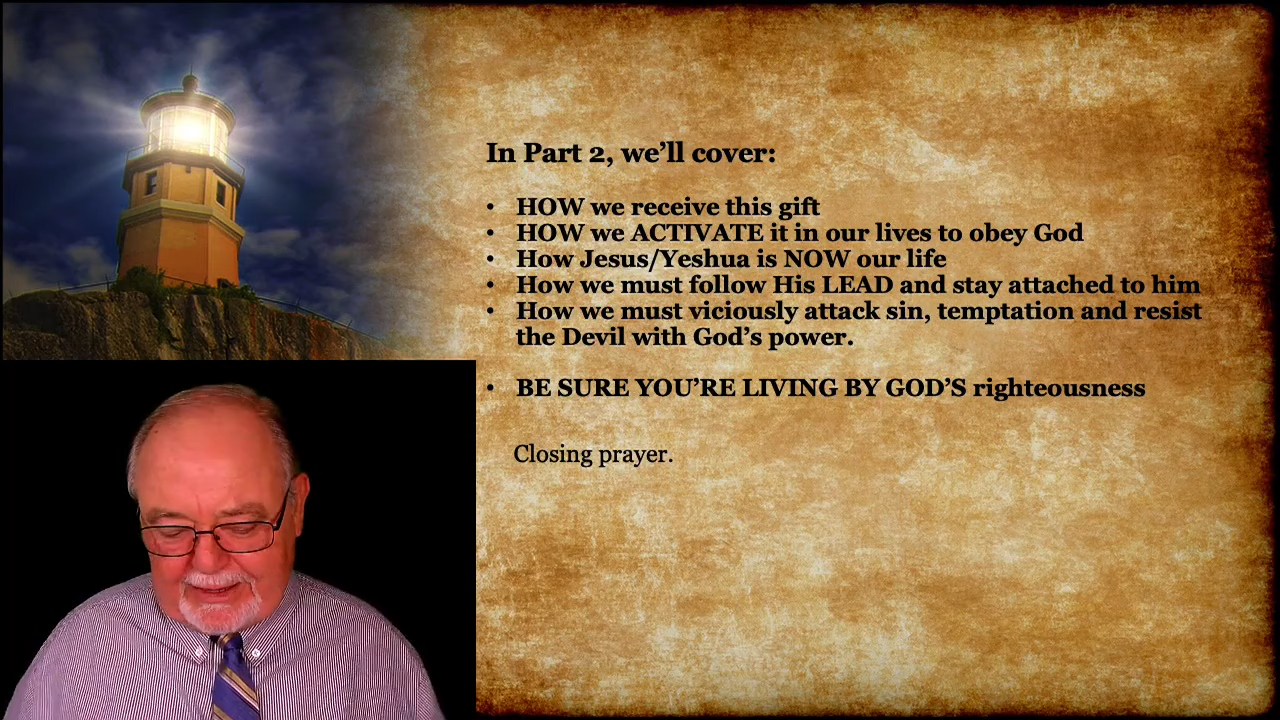 In Part 2, we’ll cover:
• HOW we receive this gift
• HOW we ACTIVATE it in our lives to obey God
• How Jesus/Yeshua is NOW our life
• How we must follow His LEAD and stay attached to him
• How we must viciously attack sin, temptation and resist
the Devil with God’s power.
• BE SURE YOU’RE LIVING BY GOD’S righteousness
Closing prayer.